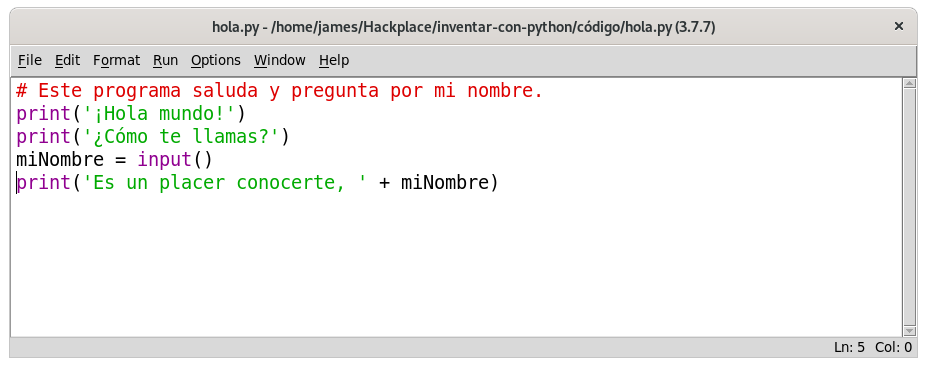 hola.py - /home/james/Hackplace/inventar-con-python/código/hola.py (3.7.7)
File Edit Format Run Options Window Help
# Este programa saluda y pregunta por mi nombre.
print('¡Hola mundo!')
print('¿Cómo te llamas?')
miNombre = input()
print('Es un placer conocerte, ' + miNombre)
Ln: 5 Col: 0